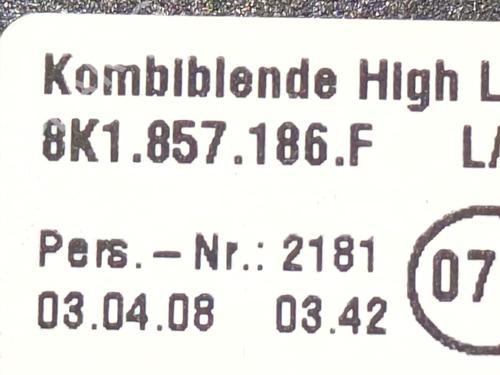 Kombiblende High L
8K1.857.186.F LA
Pers.-Nr.: 2181
03.04.08 03.42
07